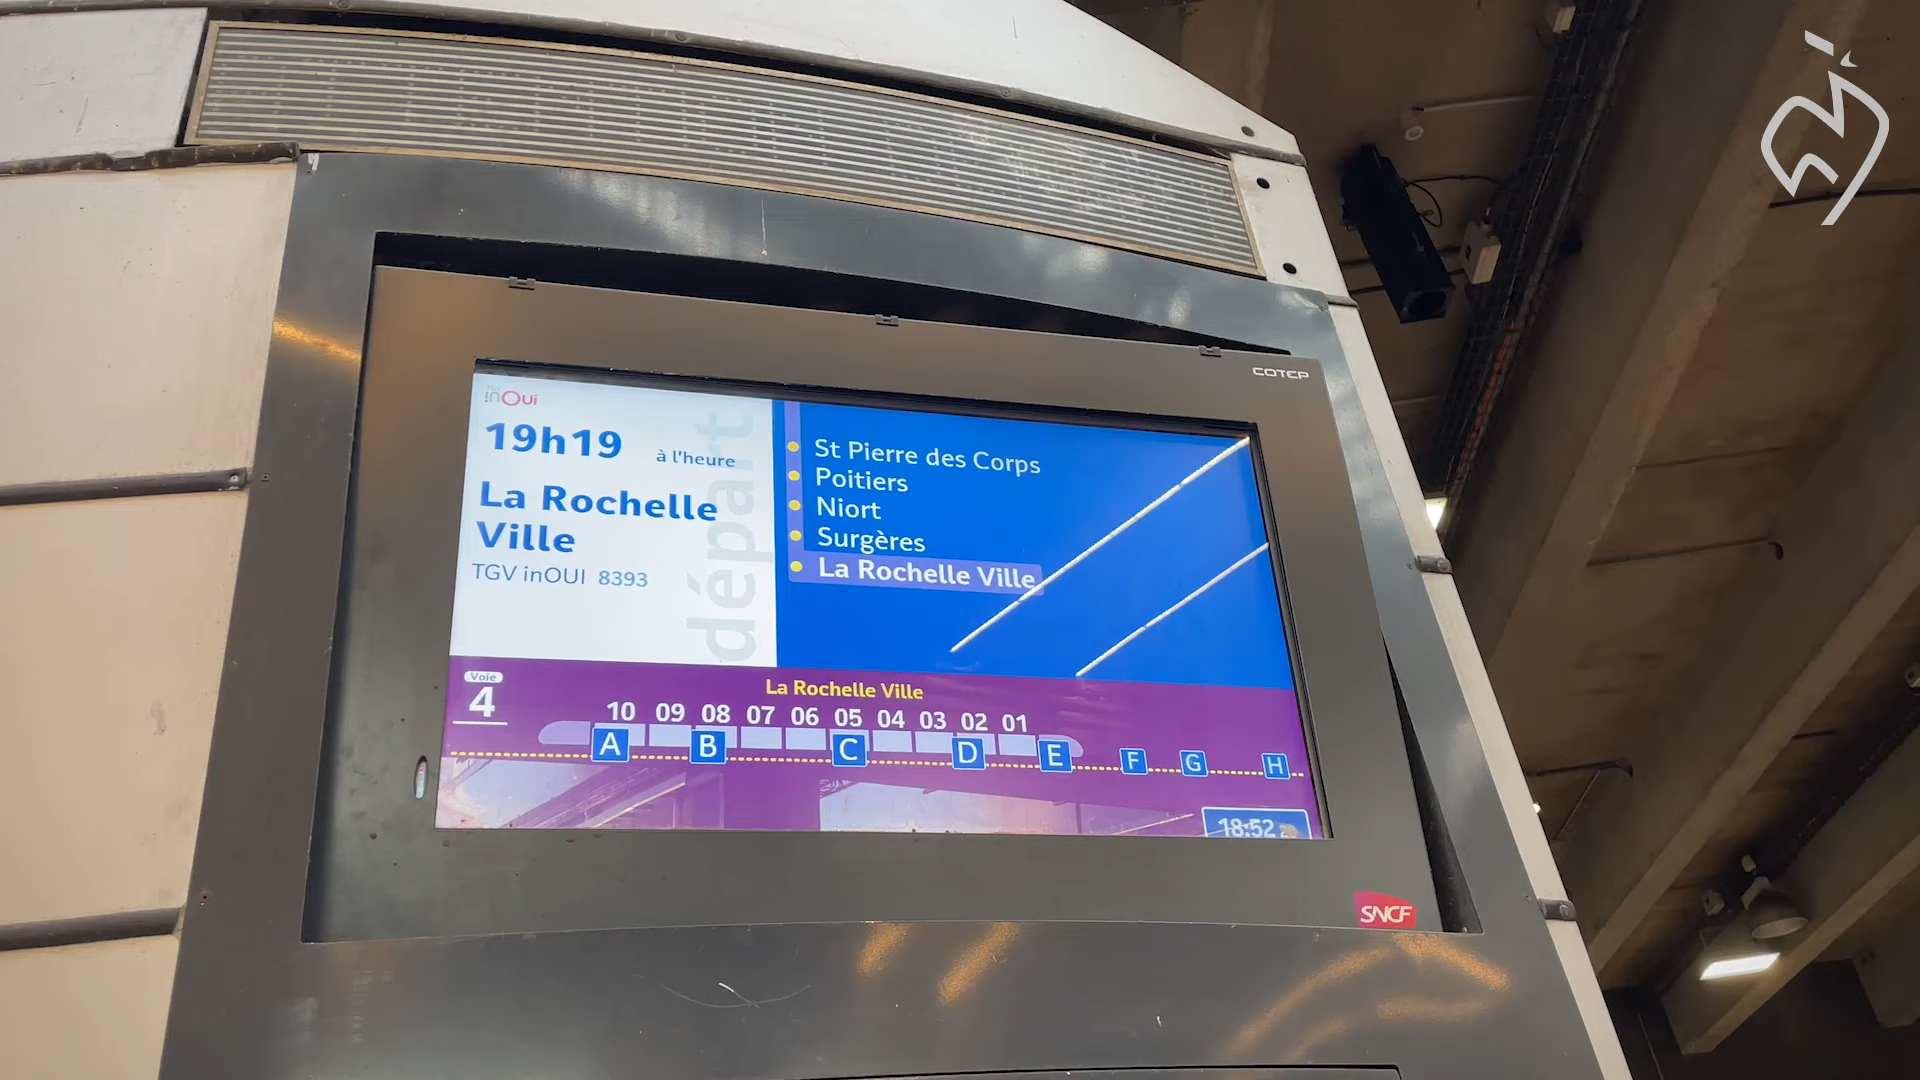 COTEP
TGV
inOui
19h19 à l'heure
La Rochelle
Ville
TGV inOUI 8393
départ
St Pierre des Corps
Poitiers
Niort
Surgères
La Rochelle Ville
Voie
4
La Rochelle Ville
10 09 08 07 06 05 04 03 02 01
A B C D E F G H
18:52
SNCF